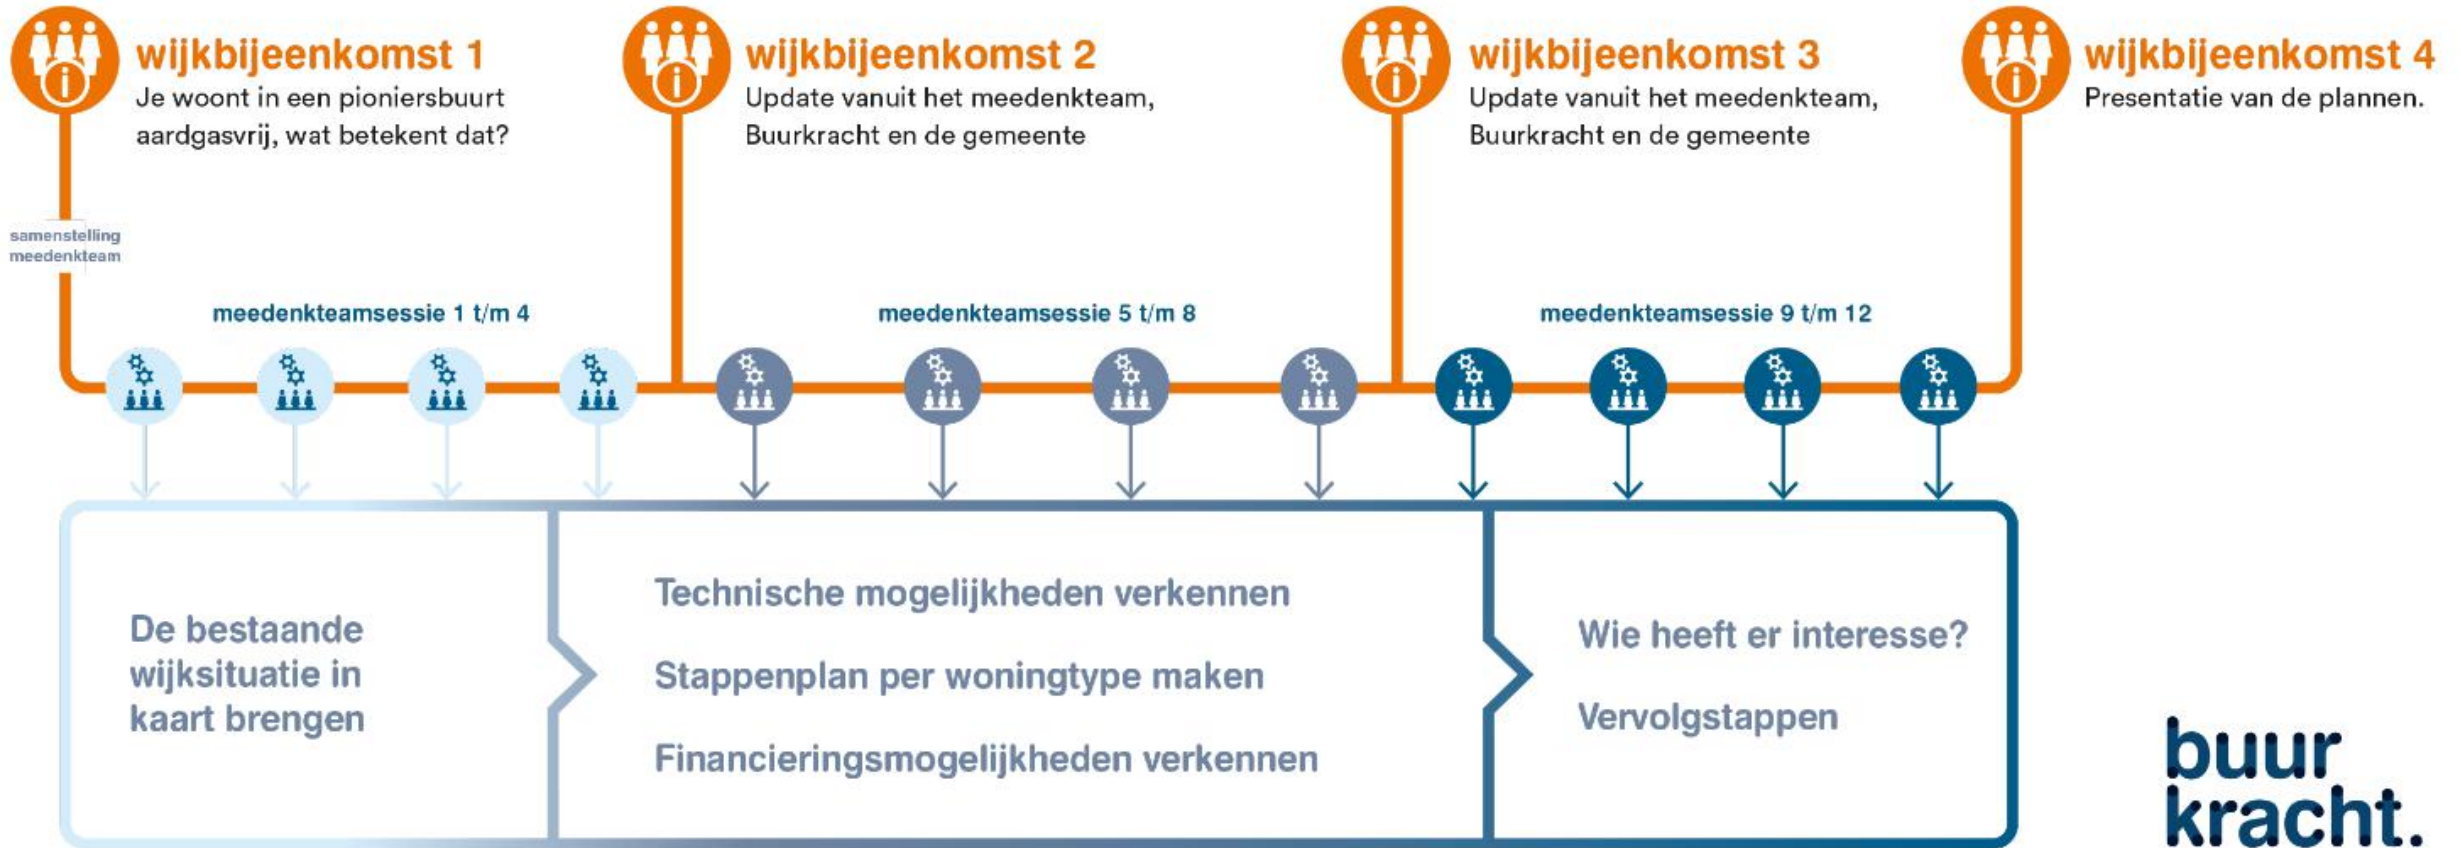 wijkbijeenkomst 1
Je woont in een pioniersbuurt
aardgasvrij, wat betekent dat?
wijkbijeenkomst 2
Update vanuit het meedenkteam,
Buurkracht en de gemeente
wijkbijeenkomst 3
Update vanuit het meedenkteam,
Buurkracht en de gemeente
wijkbijeenkomst 4
Presentatie van de plannen.
samenstelling
meedenkteam
meedenkteamsessie 1 t/m 4
meedenkteamsessie 5 t/m 8
meedenkteamsessie 9 t/m 12
De bestaande
wijksituatie in
kaart brengen
Technische mogelijkheden verkennen
Stappenplan per woningtype maken
Financieringsmogelijkheden verkennen
Wie heeft er interesse?
Vervolgstappen
buur
kracht.